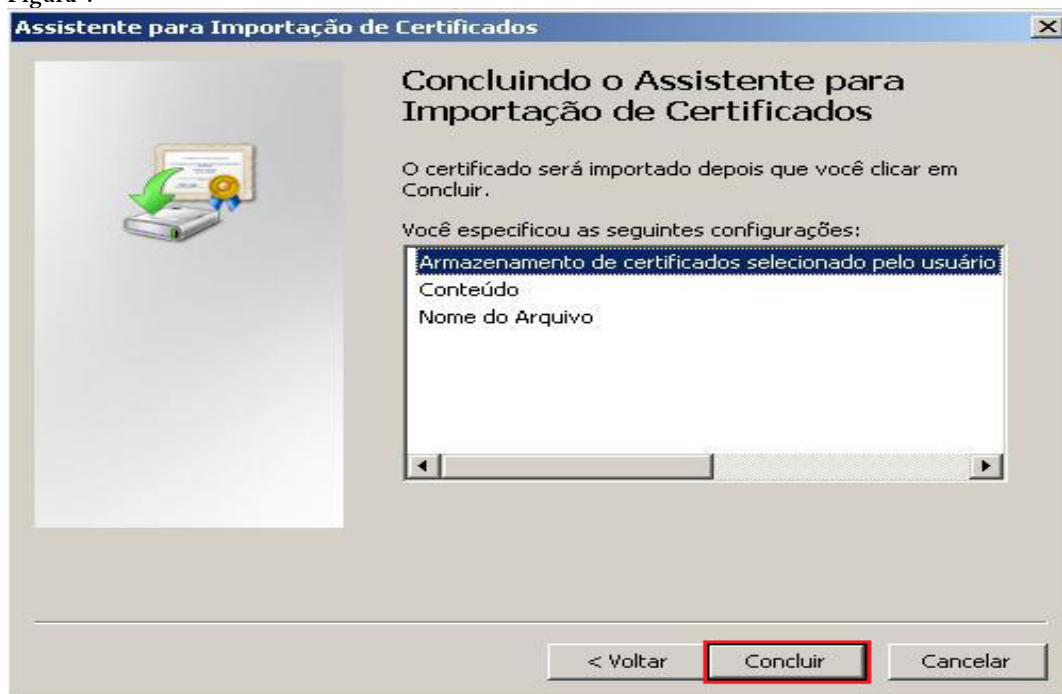 Assistente para Importação de Certificados
Concluindo o Assistente para
Importação de Certificados
O certificado será importado depois que você clicar em
Concluir.
Você especificou as seguintes configurações:
Armazenamento de certificados selecionado pelo usuário
Conteúdo
Nome do Arquivo
< Voltar
Concluir
Cancelar